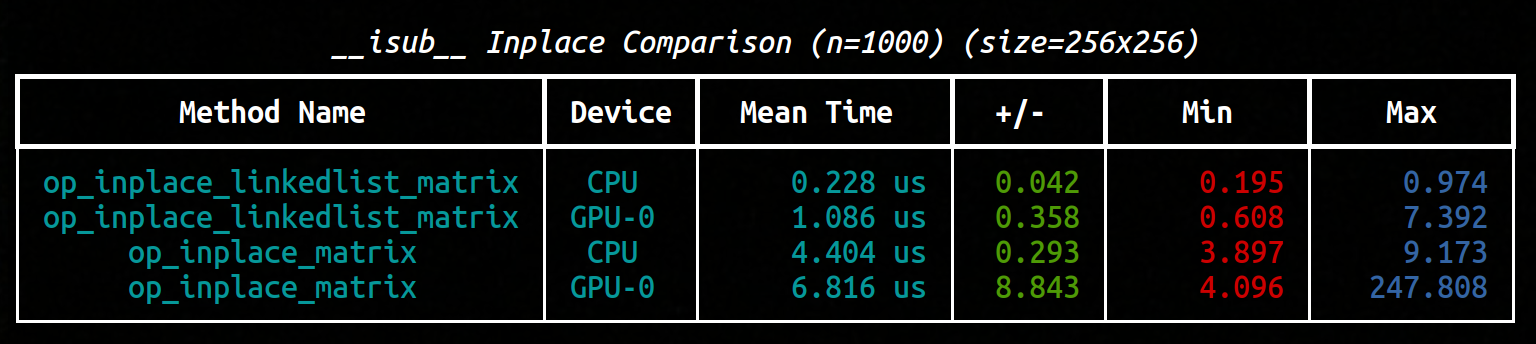 __isub__ Inplace Comparison (n=1000) (size=256x256)
Method Name Device Mean Time +/- Min Max
op_inplace_linkedlist_matrix CPU 0.228 us 0.042 0.195 0.974
op_inplace_linkedlist_matrix GPU-0 1.086 us 0.358 0.608 7.392
op_inplace_matrix CPU 4.404 us 0.293 3.897 9.173
op_inplace_matrix GPU-0 6.816 us 8.843 4.096 247.808